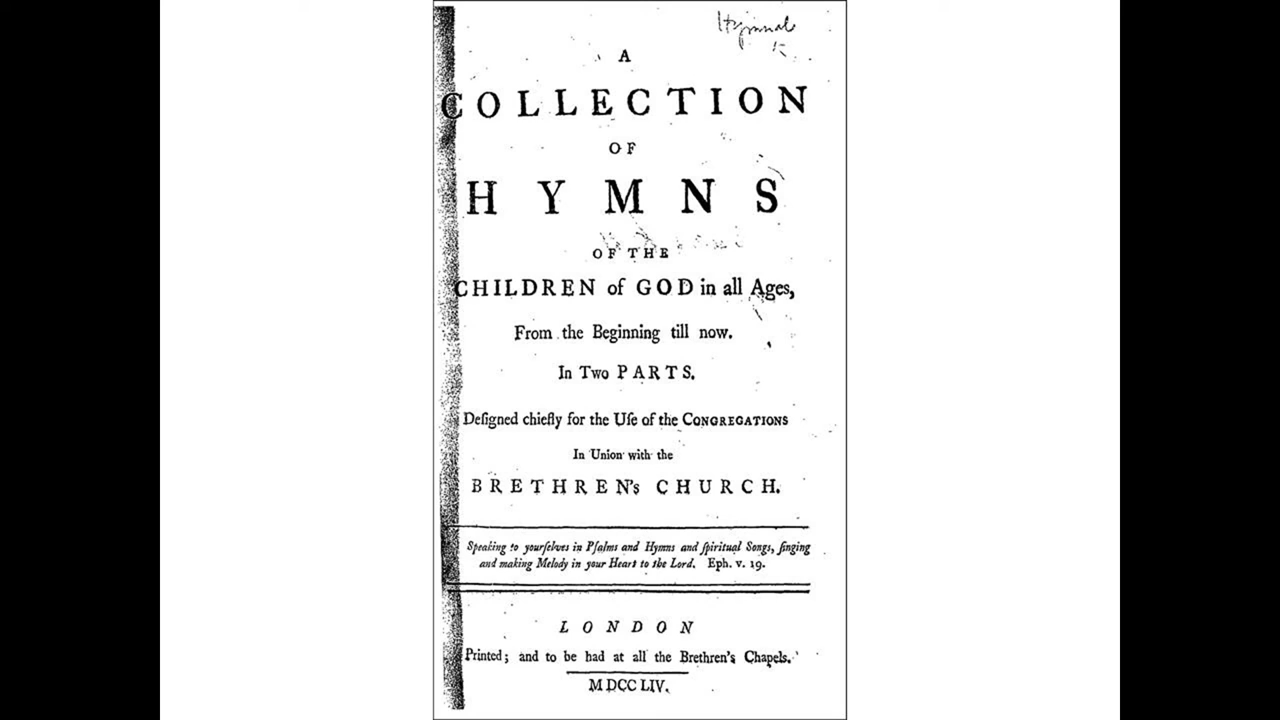 Hymnals
A
COLLECTION
OF
HYMNS
OF THE
CHILDREN of GOD in all Ages,
From the Beginning till now.
In Two PARTS.
Deſigned chiefly for the Uſe of the CONGREGATIONS
In Union with the
BRETHREN's CHURCH.
Speaking to yourſelves in Pſalms and Hymns and ſpiritual Songs, ſinging
and making Melody in your Heart to the Lord. Eph. v. 19.
LONDON
Printed; and to be had at all the Brethren's Chapels.
MDCC LIV.